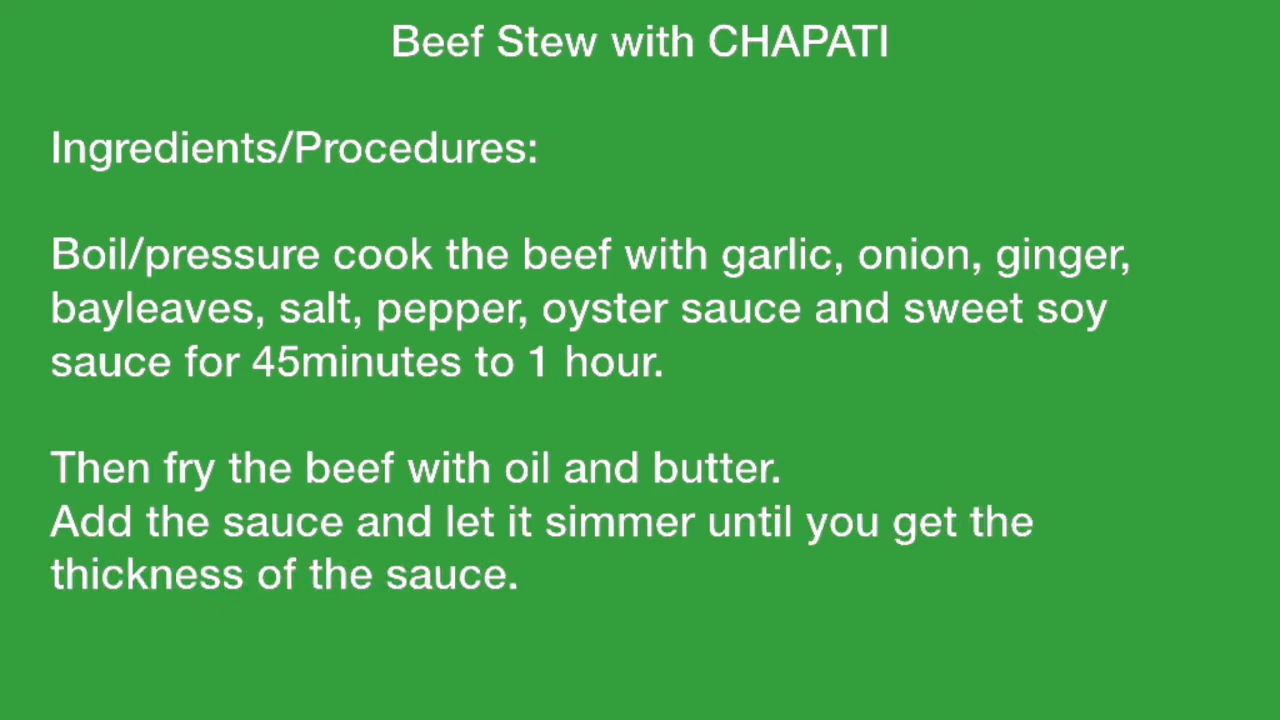 Beef Stew with CHAPATI
Ingredients/Procedures:
Boil/pressure cook the beef with garlic, onion, ginger,
bayleaves, salt, pepper, oyster sauce and sweet soy
sauce for 45minutes to 1 hour.
Then fry the beef with oil and butter.
Add the sauce and let it simmer until you get the
thickness of the sauce.